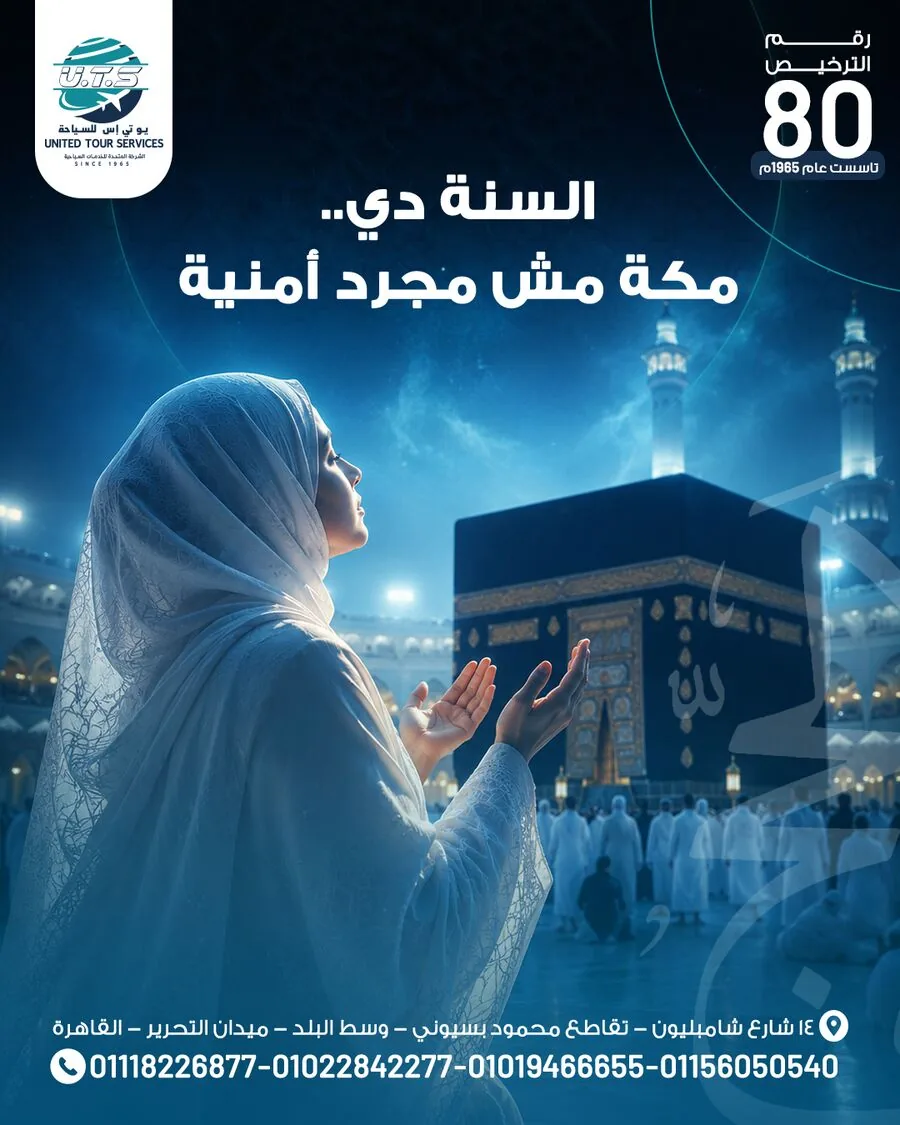 U.T.S
يو تي إس للسياحة
UNITED TOUR SERVICES
الشركة المتحدة للخدمات السياحية
SINCE 1965
رقم
الترخيص
80
تاسست عام 1965م
السنة دي..
مكة مش مجرد أمنية
١٤ شارع شامبليون – تقاطع محمود بسيوني – وسط البلد – ميدان التحرير – القاهرة
01118226877-01022842277-01019466655-01156050540